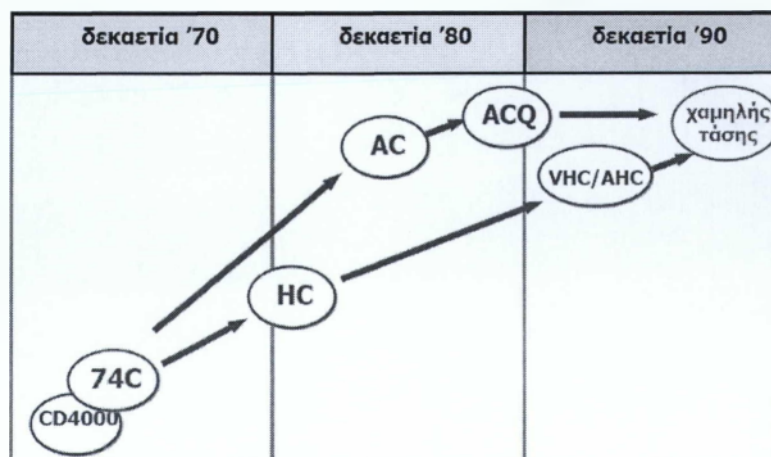 δεκαετία '70
δεκαετία '80
δεκαετία '90
AC
ACQ
χαμηλής
τάσης
VHC/AHC
HC
74C
CD4000